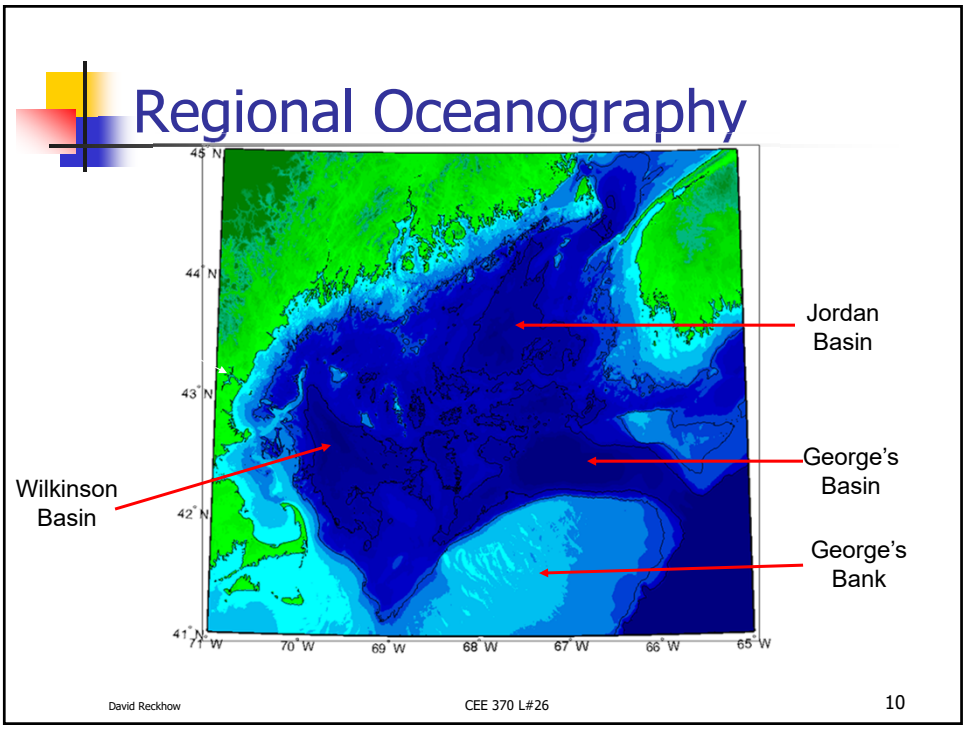 Regional Oceanography
45° N
44° N
43° N
42° N
41° N
71° W
70° W
69° W
68° W
67° W
66° W
65° W
Jordan
Basin
George’s
Basin
George’s
Bank
Wilkinson
Basin
David Reckhow
CEE 370 L#26
10